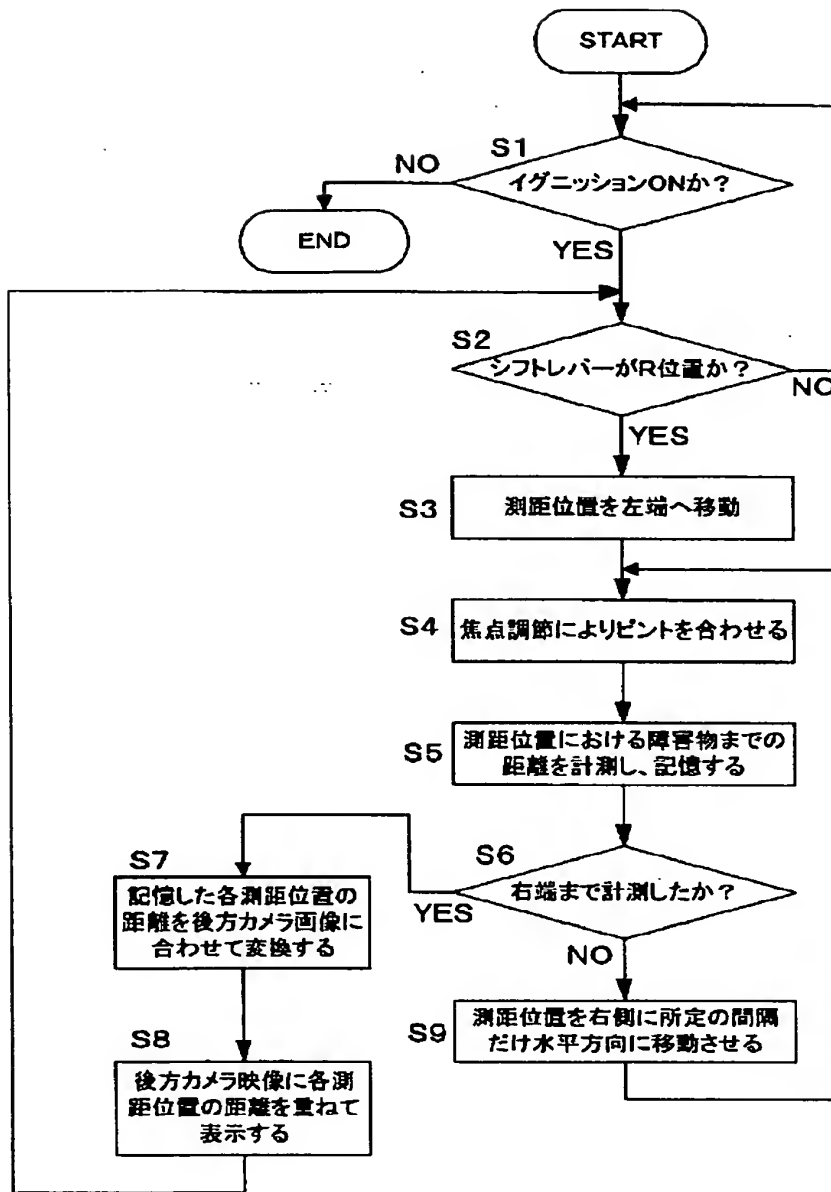 START
S1
イグニッションONか？
NO
END
YES
S2
シフトレバーがR位置か？
NO
YES
S3
測距位置を左端へ移動
S4
焦点調節によりピントを合わせる
S5
測距位置における障害物までの
距離を計測し、記憶する
S6
右端まで計測したか？
YES
NO
S7
記憶した各測距位置の
距離を後方カメラ画像に
合わせて変換する
S8
後方カメラ映像に各測
距位置の距離を重ねて
表示する
S9
測距位置を右側に所定の間隔
だけ水平方向に移動させる